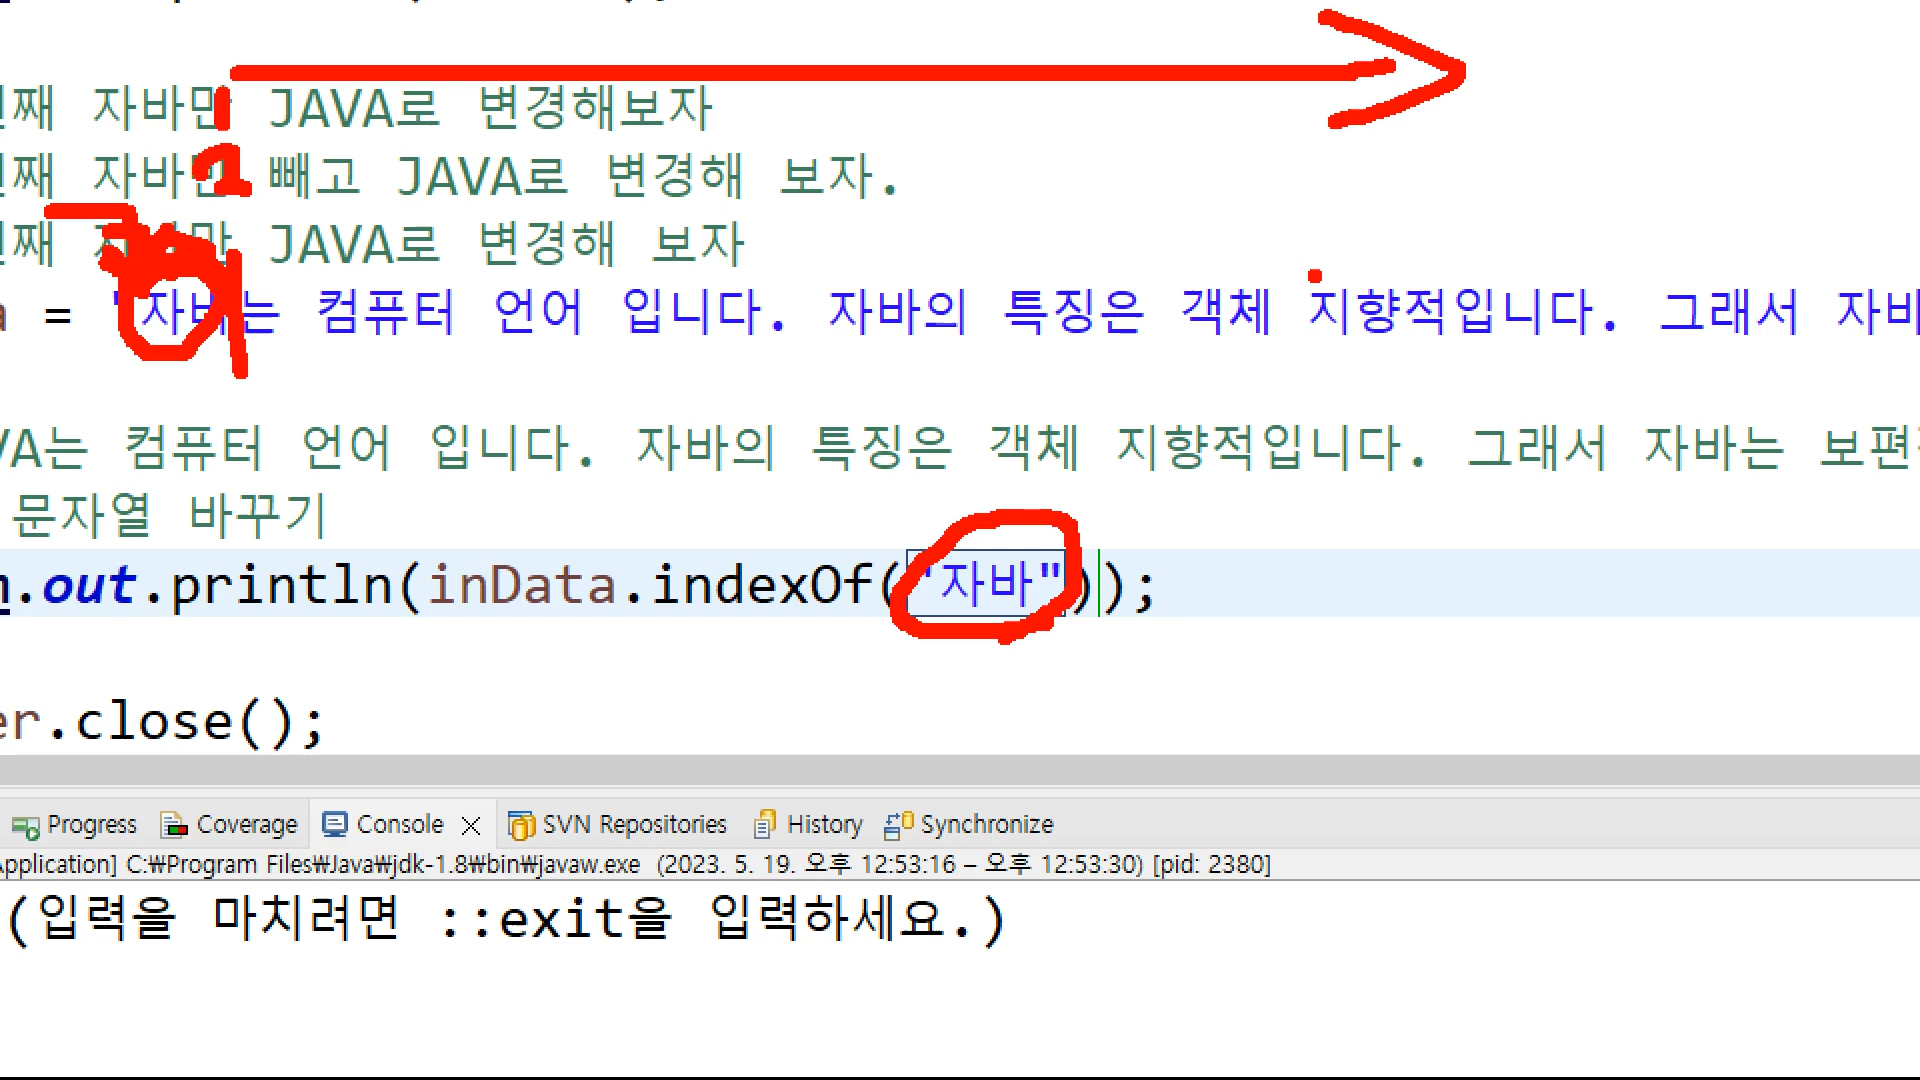 째 자바만 JAVA로 변경해보자
째 자바만 빼고 JAVA로 변경해 보자.
1
째 자바만 JAVA로 변경해 보자
a = "자바는 컴퓨터 언어 입니다. 자바의 특징은 객체 지향적입니다. 그래서 자바
VA는 컴퓨터 언어 입니다. 자바의 특징은 객체 지향적입니다. 그래서 자바는 보편
문자열 바꾸기
n.out.println(inData.indexOf("자바"));
er.close();
Progress Coverage Console SVN Repositories History Synchronize
Application] C:₩Program Files₩Java₩jdk-1.8₩bin₩javaw.exe (2023. 5. 19. 오후 12:53:16 – 오후 12:53:30) [pid: 2380]
(입력을 마치려면 ::exit을 입력하세요.)